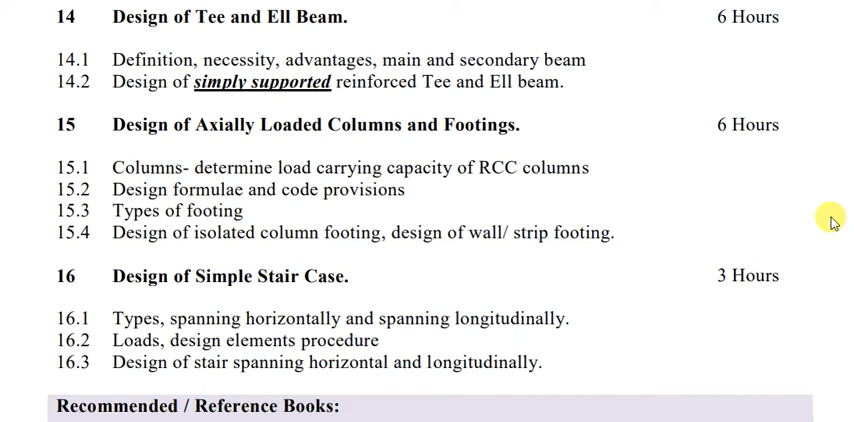 14 Design of Tee and Ell Beam. 6 Hours
14.1 Definition, necessity, advantages, main and secondary beam
14.2 Design of simply supported reinforced Tee and Ell beam.
15 Design of Axially Loaded Columns and Footings. 6 Hours
15.1 Columns- determine load carrying capacity of RCC columns
15.2 Design formulae and code provisions
15.3 Types of footing
15.4 Design of isolated column footing, design of wall/ strip footing.
16 Design of Simple Stair Case. 3 Hours
16.1 Types, spanning horizontally and spanning longitudinally.
16.2 Loads, design elements procedure
16.3 Design of stair spanning horizontal and longitudinally.
Recommended / Reference Books: